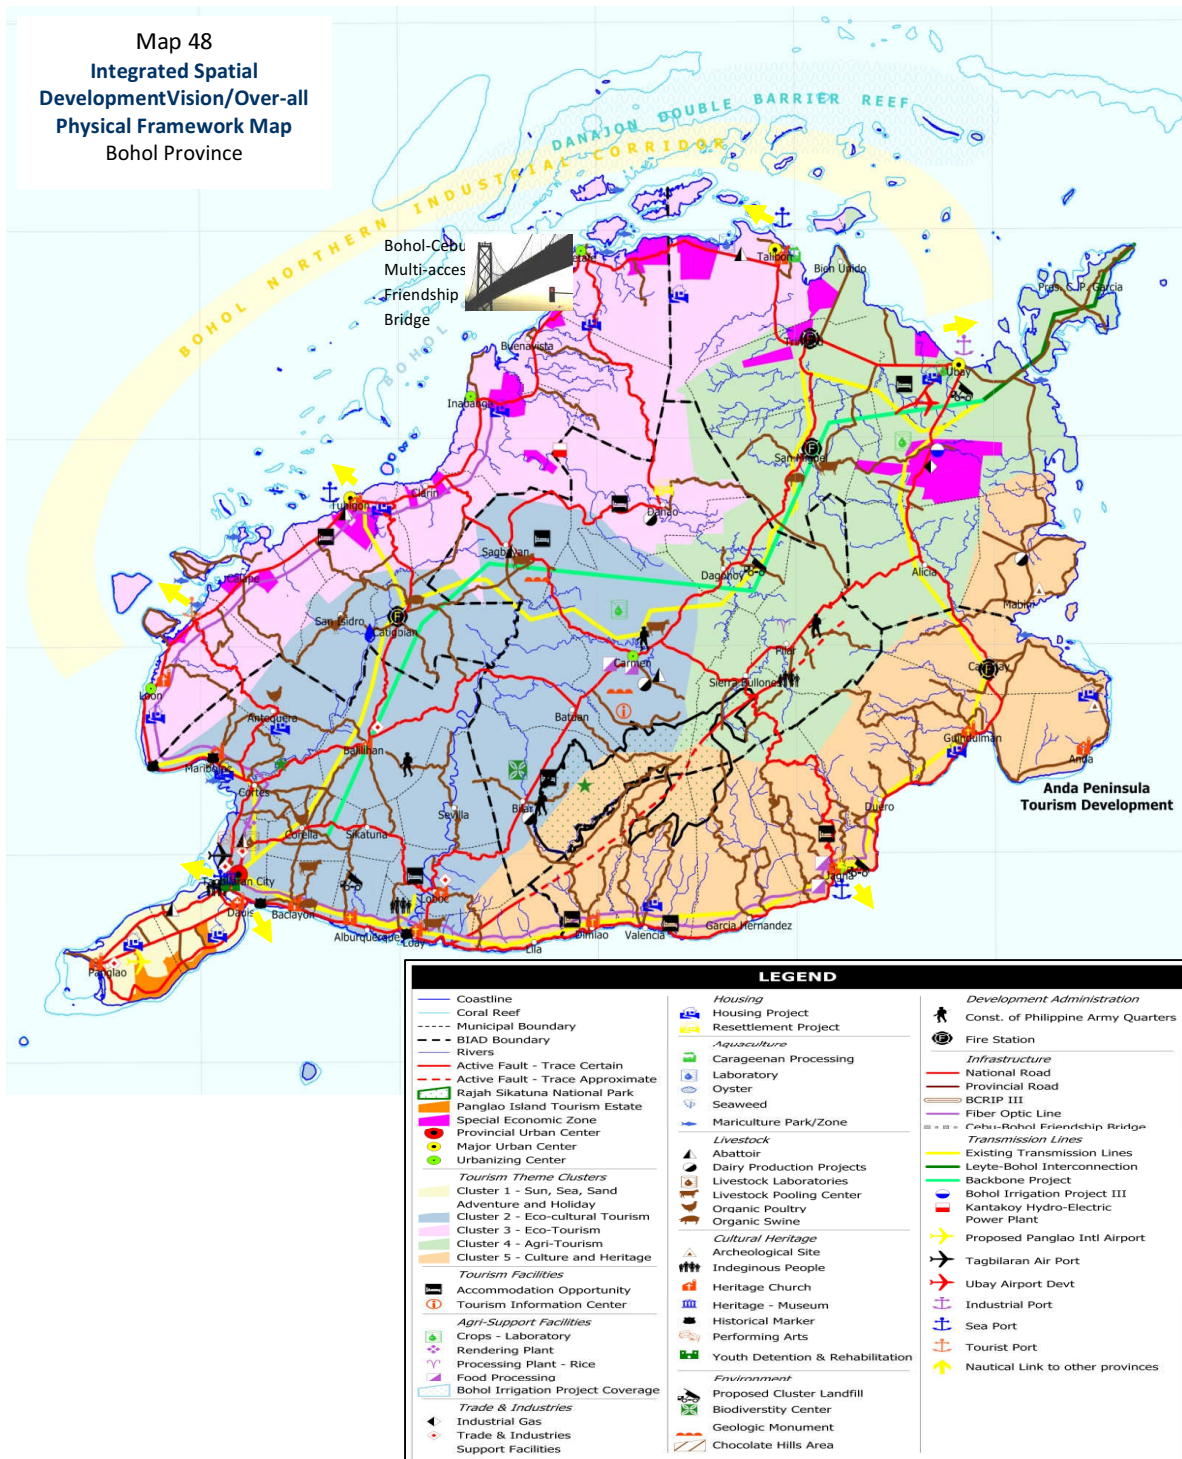 Map 48
Integrated Spatial
DevelopmentVision/Over-all
Physical Framework Map
Bohol Province
DANAJON DOUBLE BARRIER REEF
BOHOL NORTHERN INDUSTRIAL CORRIDOR
BOHOL
Bohol-Cebu
Multi-acces
Friendship
Bridge
Talibon
Bien Unido
Pres. C. P. Garcia
Trinidad
Ubay
Buenavista
Inabanga
San Miguel
Clarin
Tubigon
Danao
Sagbayan
Dagohoy
Alicia
Calape
Mabini
San Isidro
Catigbian
Pilar
Carmen
Candijay
Sierra Bullones
Loon
Antequera
Batuan
Guindulman
Balilihan
Anda
Maribojoc
Anda Peninsula
Tourism Development
Cortes
Duero
Sevilla
Bilar
Corella
Sikatuna
Tagbilaran City
Jagna
Loboc
Dauis
Baclayon
Garcia Hernandez
Alburquerque
Loay
Dimiao
Valencia
Lila
Panglao
LEGEND
Coastline
Coral Reef
Municipal Boundary
BIAD Boundary
Rivers
Active Fault - Trace Certain
Active Fault - Trace Approximate
Rajah Sikatuna National Park
Panglao Island Tourism Estate
Special Economic Zone
Provincial Urban Center
Major Urban Center
Urbanizing Center
Tourism Theme Clusters
Cluster 1 - Sun, Sea, Sand
Adventure and Holiday
Cluster 2 - Eco-cultural Tourism
Cluster 3 - Eco-Tourism
Cluster 4 - Agri-Tourism
Cluster 5 - Culture and Heritage
Tourism Facilities
Accommodation Opportunity
Tourism Information Center
Agri-Support Facilities
Crops - Laboratory
Rendering Plant
Processing Plant - Rice
Food Processing
Bohol Irrigation Project Coverage
Trade & Industries
Industrial Gas
Trade & Industries
Support Facilities
Housing
Housing Project
Resettlement Project
Aquaculture
Carageenan Processing
Laboratory
Oyster
Seaweed
Mariculture Park/Zone
Livestock
Abattoir
Dairy Production Projects
Livestock Laboratories
Livestock Pooling Center
Organic Poultry
Organic Swine
Cultural Heritage
Archeological Site
Indeginous People
Heritage Church
Heritage - Museum
Historical Marker
Performing Arts
Youth Detention & Rehabilitation
Environment
Proposed Cluster Landfill
Biodiverstity Center
Geologic Monument
Chocolate Hills Area
Development Administration
Const. of Philippine Army Quarters
F Fire Station
Infrastructure
National Road
Provincial Road
BCRIP III
Fiber Optic Line
Cebu-Bohol Friendship Bridge
Transmission Lines
Existing Transmission Lines
Leyte-Bohol Interconnection
Backbone Project
Bohol Irrigation Project III
Kantakoy Hydro-Electric
Power Plant
Proposed Panglao Intl Airport
Tagbilaran Air Port
Ubay Airport Devt
Industrial Port
Sea Port
Tourist Port
Nautical Link to other provinces